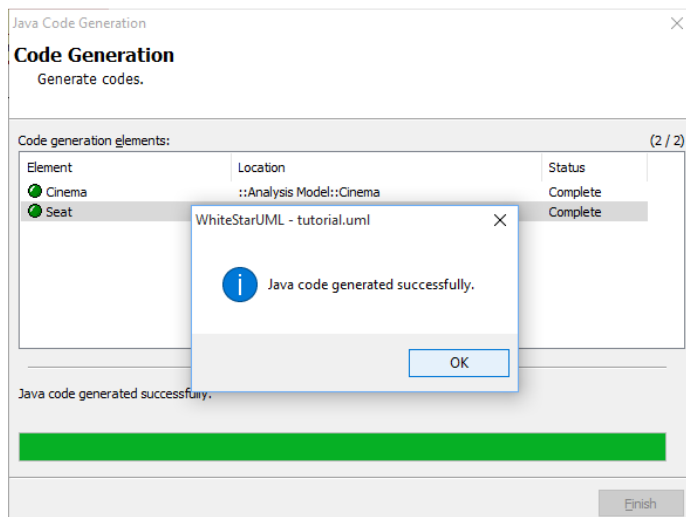 Java Code Generation
Code Generation
Generate codes.
Code generation elements: (2 / 2)
Element Location Status
Cinema ::Analysis Model::Cinema Complete
Seat Complete
WhiteStarUML - tutorial.uml
Java code generated successfully.
OK
Java code generated successfully.
Finish